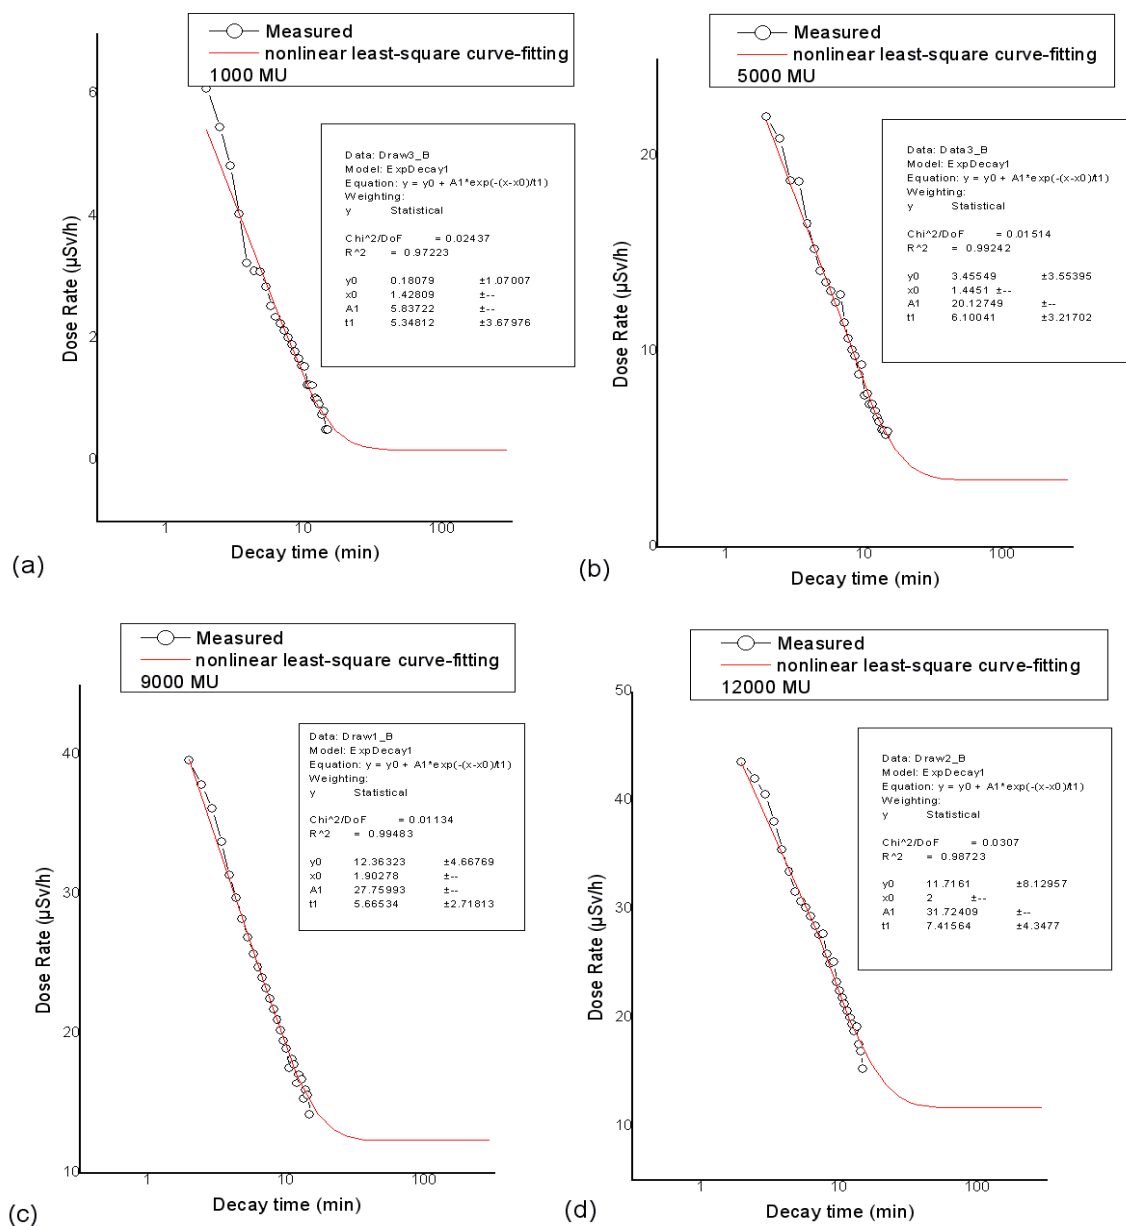 Measured
nonlinear least-square curve-fitting
1000 MU
Data: Draw3_B
Model: ExpDecay1
Equation: y = y0 + A1*exp(-(x-x0)/t1)
Weighting:
y Statistical
Chi^2/DoF = 0.02437
R^2 = 0.97223
y0 0.18079 ±1.07007
x0 1.42809 ±--
A1 5.83722 ±--
t1 5.34812 ±3.67976
6
4
2
0
Dose Rate (µSv/h)
1 10 100
Decay time (min)
(a)
Measured
nonlinear least-square curve-fitting
5000 MU
Data: Data3_B
Model: ExpDecay1
Equation: y = y0 + A1*exp(-(x-x0)/t1)
Weighting:
y Statistical
Chi^2/DoF = 0.01514
R^2 = 0.99242
y0 3.45549 ±3.55395
x0 1.4451 ±--
A1 20.12749 ±--
t1 6.10041 ±3.21702
20
10
0
Dose Rate (µSv/h)
1 10 100
Decay time (min)
(b)
Measured
nonlinear least-square curve-fitting
9000 MU
Data: Draw1_B
Model: ExpDecay1
Equation: y = y0 + A1*exp(-(x-x0)/t1)
Weighting:
y Statistical
Chi^2/DoF = 0.01134
R^2 = 0.99483
y0 12.36323 ±4.66769
x0 1.90278 ±--
A1 27.75993 ±--
t1 5.66534 ±2.71813
40
30
20
10
Dose Rate (µSv/h)
1 10 100
Decay time (min)
(c)
Measured
nonlinear least-square curve-fitting
12000 MU
Data: Draw2_B
Model: ExpDecay1
Equation: y = y0 + A1*exp(-(x-x0)/t1)
Weighting:
y Statistical
Chi^2/DoF = 0.0307
R^2 = 0.98723
y0 11.7161 ±8.12957
x0 2 ±--
A1 31.72409 ±--
t1 7.41564 ±4.3477
50
40
30
20
10
Dose Rate (µSv/h)
1 10 100
Decay time (min)
(d)